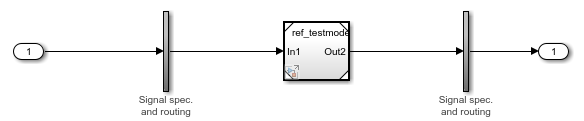 1
Signal spec.
and routing
ref_testmode
In1 Out2
Signal spec.
and routing
1